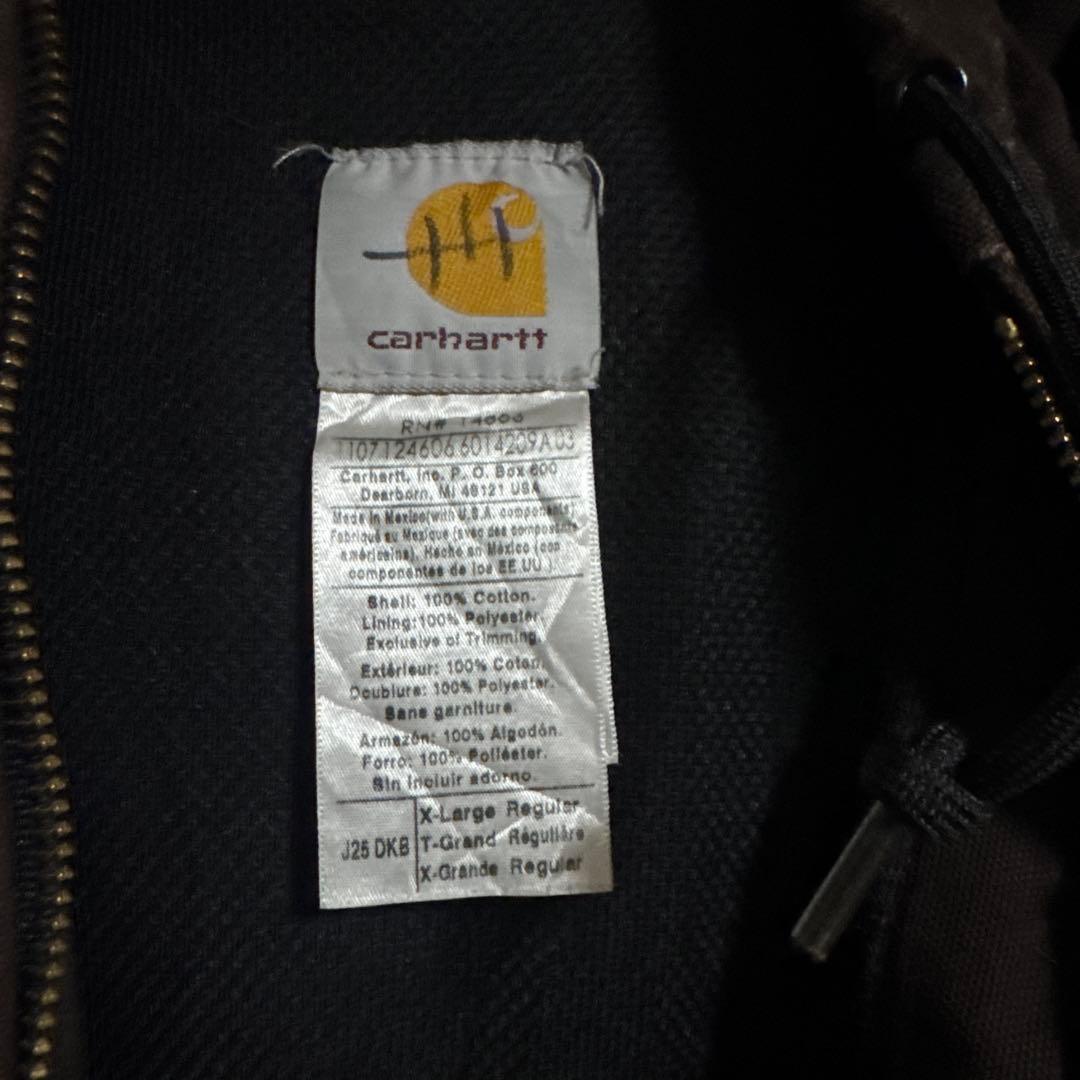 carhartt
RN# 14806
1107124606.6014209A 03
Carhartt, Inc. P. O. Box 600
Dearborn, MI 48121 USA
Made in Mexico(with U.S.A. components)
Fabriqué au Mexique (avec des
américains). Hecho en México (con
componentes de los EE UU ).
Shell: 100% Cotton.
Lining:100% Polyester.
Exclusive of Trimming
Extérieur: 100% Coton.
Doublure: 100% Polyester.
Sans garniture.
Armazón: 100% Algodón.
Forro: 100% Poliéster.
Sin incluir adorno.
J25 DKB
X-Large Regular
T-Grand Régulière
X-Grande Regular